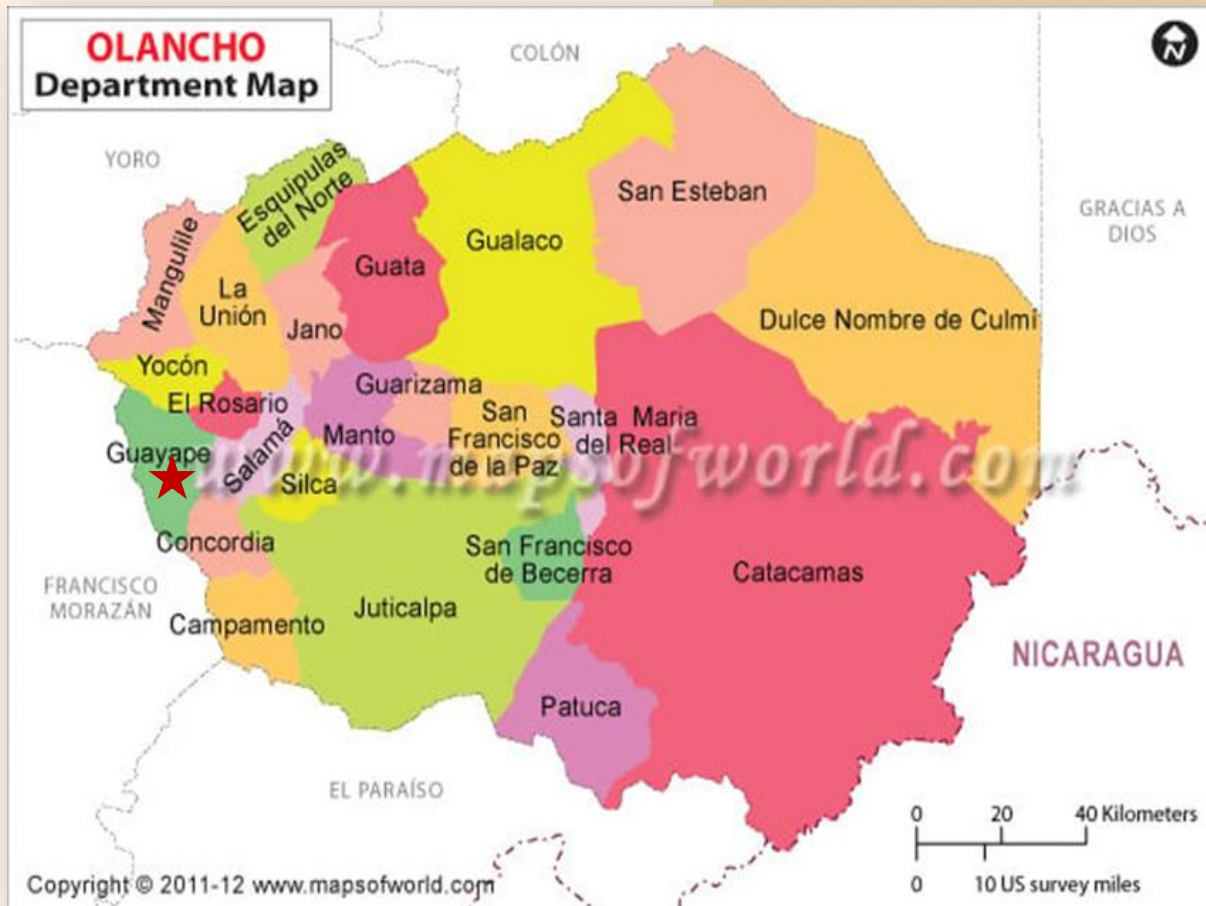 OLANCHO
Department Map
N
COLÓN
YORO
GRACIAS A
DIOS
Esquipulas
del Norte
San Esteban
Mangulile
Gualaco
Guata
La
Unión
Jano
Dulce Nombre de Culmi
Yocón
Guarizama
El Rosario
San
Francisco
de la Paz
Santa Maria
del Real
Guayape
Salamá
Manto
Silca
www.mapsofworld.com
Concordia
San Francisco
de Becerra
Catacamas
FRANCISCO
MORAZÁN
Juticalpa
Campamento
NICARAGUA
Patuca
EL PARAÍSO
0 20 40 Kilometers
0 10 US survey miles
Copyright © 2011-12 www.mapsofworld.com